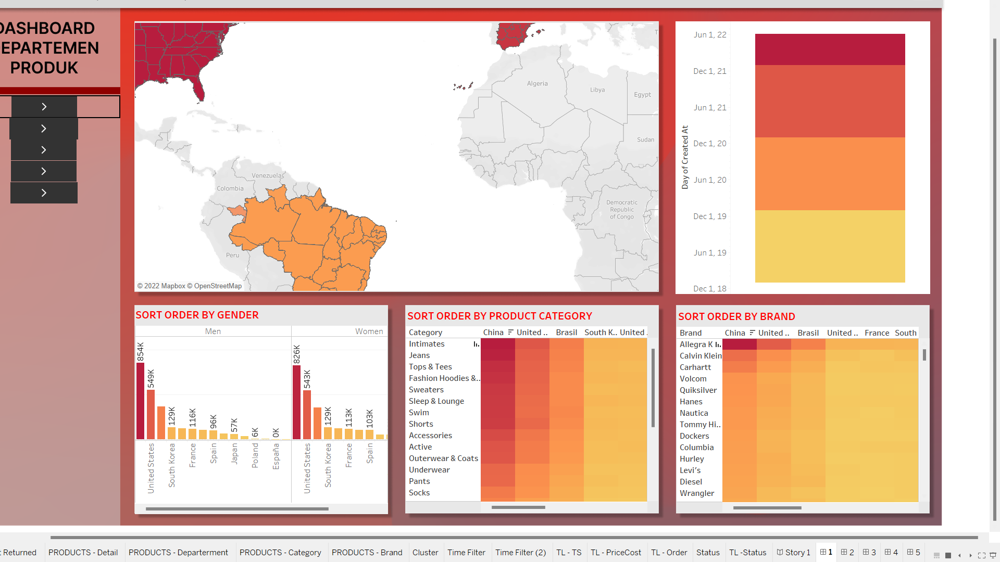 DASHBOARD
DEPARTEMEN
PRODUK
Algeria
Libya
Egypt
Sudan
Venezuela
Colombia
Democratic
Republic
of Congo
Peru
© 2022 Mapbox © OpenStreetMap
Day of Created At
Jun 1, 22
Dec 1, 21
Jun 1, 21
Dec 1, 20
Jun 1, 20
Dec 1, 19
Jun 1, 19
Dec 1, 18
SORT ORDER BY GENDER
Men
Women
854K
549K
129K
116K
96K
57K
6K
0K
826K
543K
129K
113K
103K
United States
South Korea
France
Spain
Japan
Poland
España
United States
South Korea
France
Spain
SORT ORDER BY PRODUCT CATEGORY
Category China United .. Brasil South K.. United .
Intimates
Jeans
Tops & Tees
Fashion Hoodies &..
Sweaters
Sleep & Lounge
Swim
Shorts
Accessories
Active
Outerwear & Coats
Underwear
Pants
Socks
SORT ORDER BY BRAND
Brand China United .. Brasil United .. France South
Allegra K
Calvin Klein
Carhartt
Volcom
Quiksilver
Hanes
Nautica
Tommy Hi..
Dockers
Columbia
Hurley
Levi's
Diesel
Wrangler
t Returned PRODUCTS - Detail PRODUCTS - Departerment PRODUCTS - Category PRODUCTS - Brand Cluster Time Filter Time Filter (2) TL - TS TL - PriceCost TL - Order Status TL -Status Story 1 1 2 3 4 5